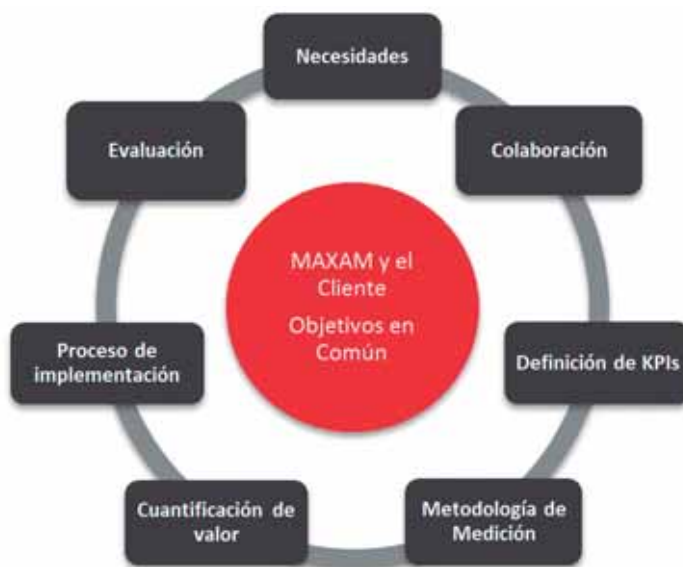 Necesidades
Colaboración
Definición de KPIs
Metodología de
Medición
Cuantificación de
valor
Proceso de
implementación
Evaluación
MAXAM y el
Cliente
Objetivos en
Común